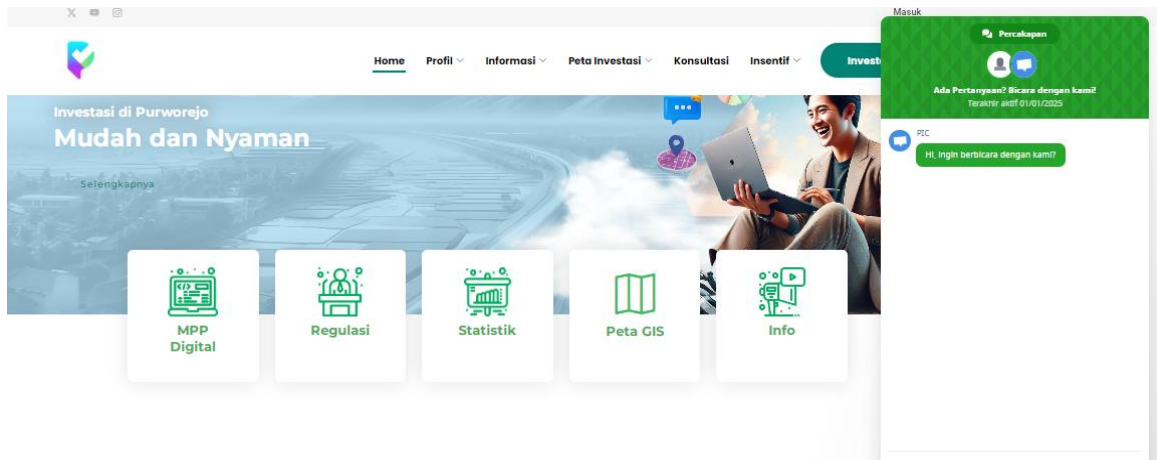 Masuk
Home Profil Informasi Peta Investasi Konsultasi Insentif Invest
Investasi di Purworejo
Mudah dan Nyaman
Selengkapnya
MPP
Digital
Regulasi
Statistik
Peta GIS
Info
Percakapan
Ada Pertanyaan? Bicara dengan kami!
Terakhir aktif 01/01/2025
PIC
Hi, ingin berbicara dengan kami?